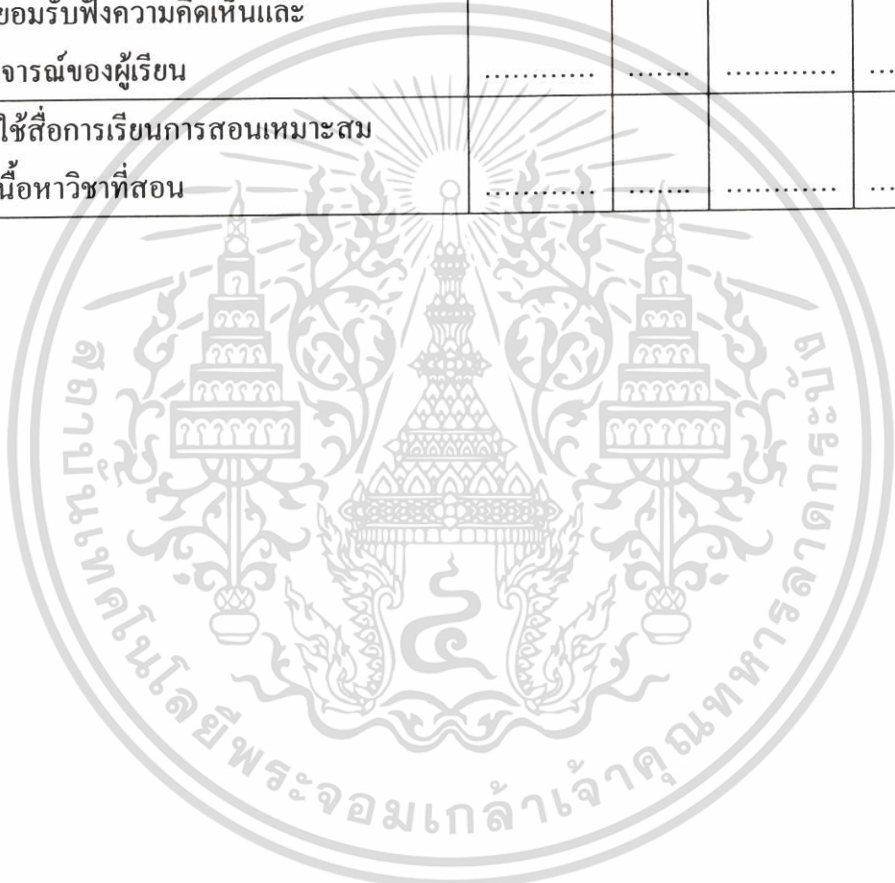 ยอมรับฟังความคิดเห็นและ
จารณ์ของผู้เรียน ............ ....... ............ ...
ใช้สื่อการเรียนการสอนเหมาะสม
นื้อหาวิชาที่สอน ............ ....... ............ ...
สถาบันเทคโนโลยีพระจอมเกล้าเจ้าคุณทหารลาดกระบัง
๔